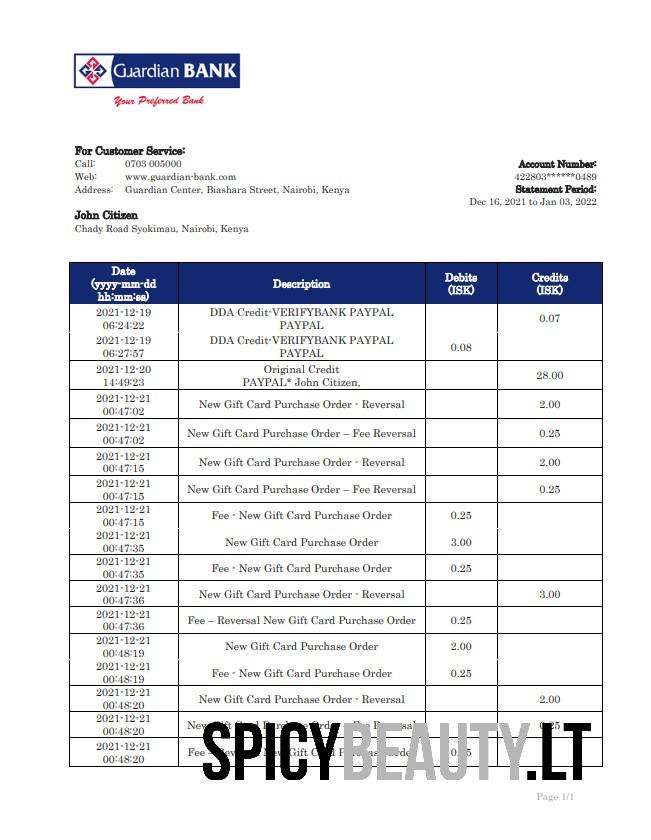 Guardian BANK
Your Preferred Bank
For Customer Service:
Call: 0703 005000
Web: www.guardian-bank.com
Address: Guardian Center, Biashara Street, Nairobi, Kenya
Account Number:
422803******0489
Statement Period:
Dec 16, 2021 to Jan 03, 2022
John Citizen
Chady Road Syokimau, Nairobi, Kenya
Date (yyyy-mm-dd hh:mm:ss) Description Debits (ISK) Credits (ISK)
2021-12-19 06:24:22 DDA Credit-VERIFYBANK PAYPAL PAYPAL 0.07
2021-12-19 06:27:57 DDA Credit-VERIFYBANK PAYPAL PAYPAL 0.08
2021-12-20 14:49:23 Original Credit PAYPAL* John Citizen, 28.00
2021-12-21 00:47:02 New Gift Card Purchase Order - Reversal 2.00
2021-12-21 00:47:02 New Gift Card Purchase Order – Fee Reversal 0.25
2021-12-21 00:47:15 New Gift Card Purchase Order - Reversal 2.00
2021-12-21 00:47:15 New Gift Card Purchase Order – Fee Reversal 0.25
2021-12-21 00:47:15 Fee - New Gift Card Purchase Order 0.25
2021-12-21 00:47:35 New Gift Card Purchase Order 3.00
2021-12-21 00:47:35 Fee - New Gift Card Purchase Order 0.25
2021-12-21 00:47:36 New Gift Card Purchase Order - Reversal 3.00
2021-12-21 00:47:36 Fee – Reversal New Gift Card Purchase Order 0.25
2021-12-21 00:48:19 New Gift Card Purchase Order 2.00
2021-12-21 00:48:19 Fee - New Gift Card Purchase Order 0.25
2021-12-21 00:48:20 New Gift Card Purchase Order - Reversal 2.00
2021-12-21 00:48:20 New Gift Card Purchase Order – Fee Reversal 0.25
2021-12-21 00:48:20 Fee – Reversal New Gift Card Purchase Order
SPICYBEAUTY.LT
Page 1/1